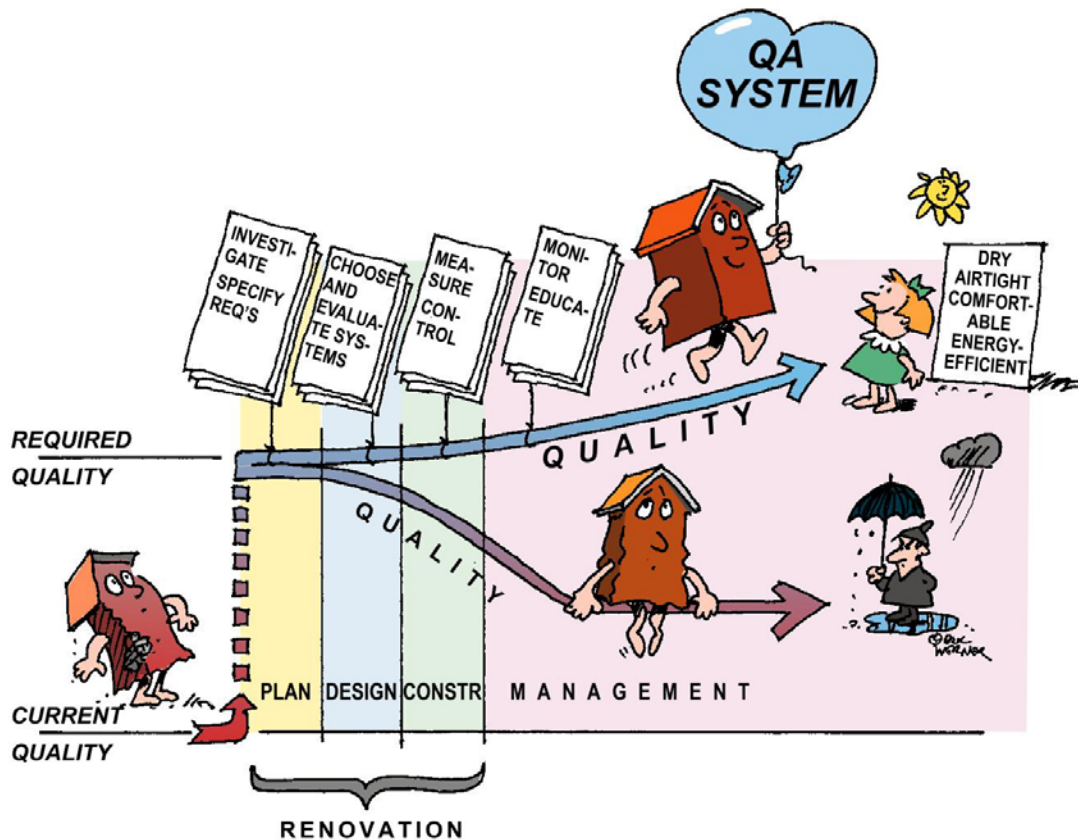 QA
SYSTEM
INVESTI-
GATE
SPECIFY
REQ'S
CHOOSE
AND
EVALUA-
TE SYS-
TEMS
MEA-
SURE
CON-
TROL
MONI-
TOR
EDUCA-
TE
DRY
AIRTIGHT
COMFORT-
ABLE
ENERGY-
EFFICIENT
REQUIRED
QUALITY
QUALITY
QUALITY
CURRENT
QUALITY
PLAN
DESIGN
CONSTR
MANAGEMENT
RENOVATION
WERNER